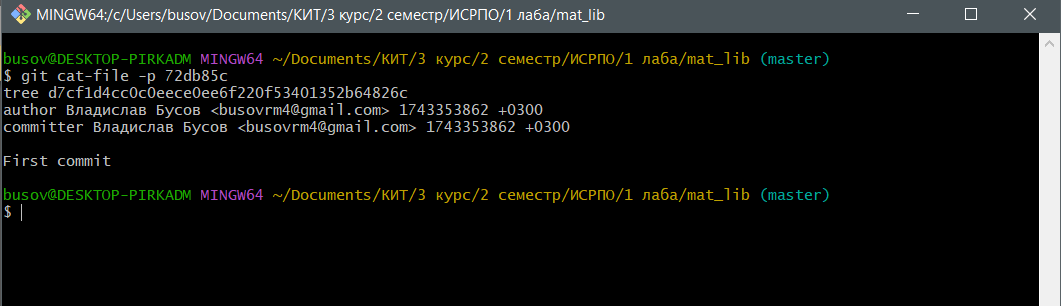 MINGW64:/c/Users/busov/Documents/КИТ/3 курс/2 семестр/ИСРПО/1 лаба/mat_lib
busov@DESKTOP-PIRKADM MINGW64 ~/Documents/КИТ/3 курс/2 семестр/ИСРПО/1 лаба/mat_lib (master)
$ git cat-file -p 72db85c
tree d7cf1d4cc0c0eece0ee6f220f53401352b64826c
author Владислав Бусов <busovrm4@gmail.com> 1743353862 +0300
committer Владислав Бусов <busovrm4@gmail.com> 1743353862 +0300
First commit
busov@DESKTOP-PIRKADM MINGW64 ~/Documents/КИТ/3 курс/2 семестр/ИСРПО/1 лаба/mat_lib (master)
$